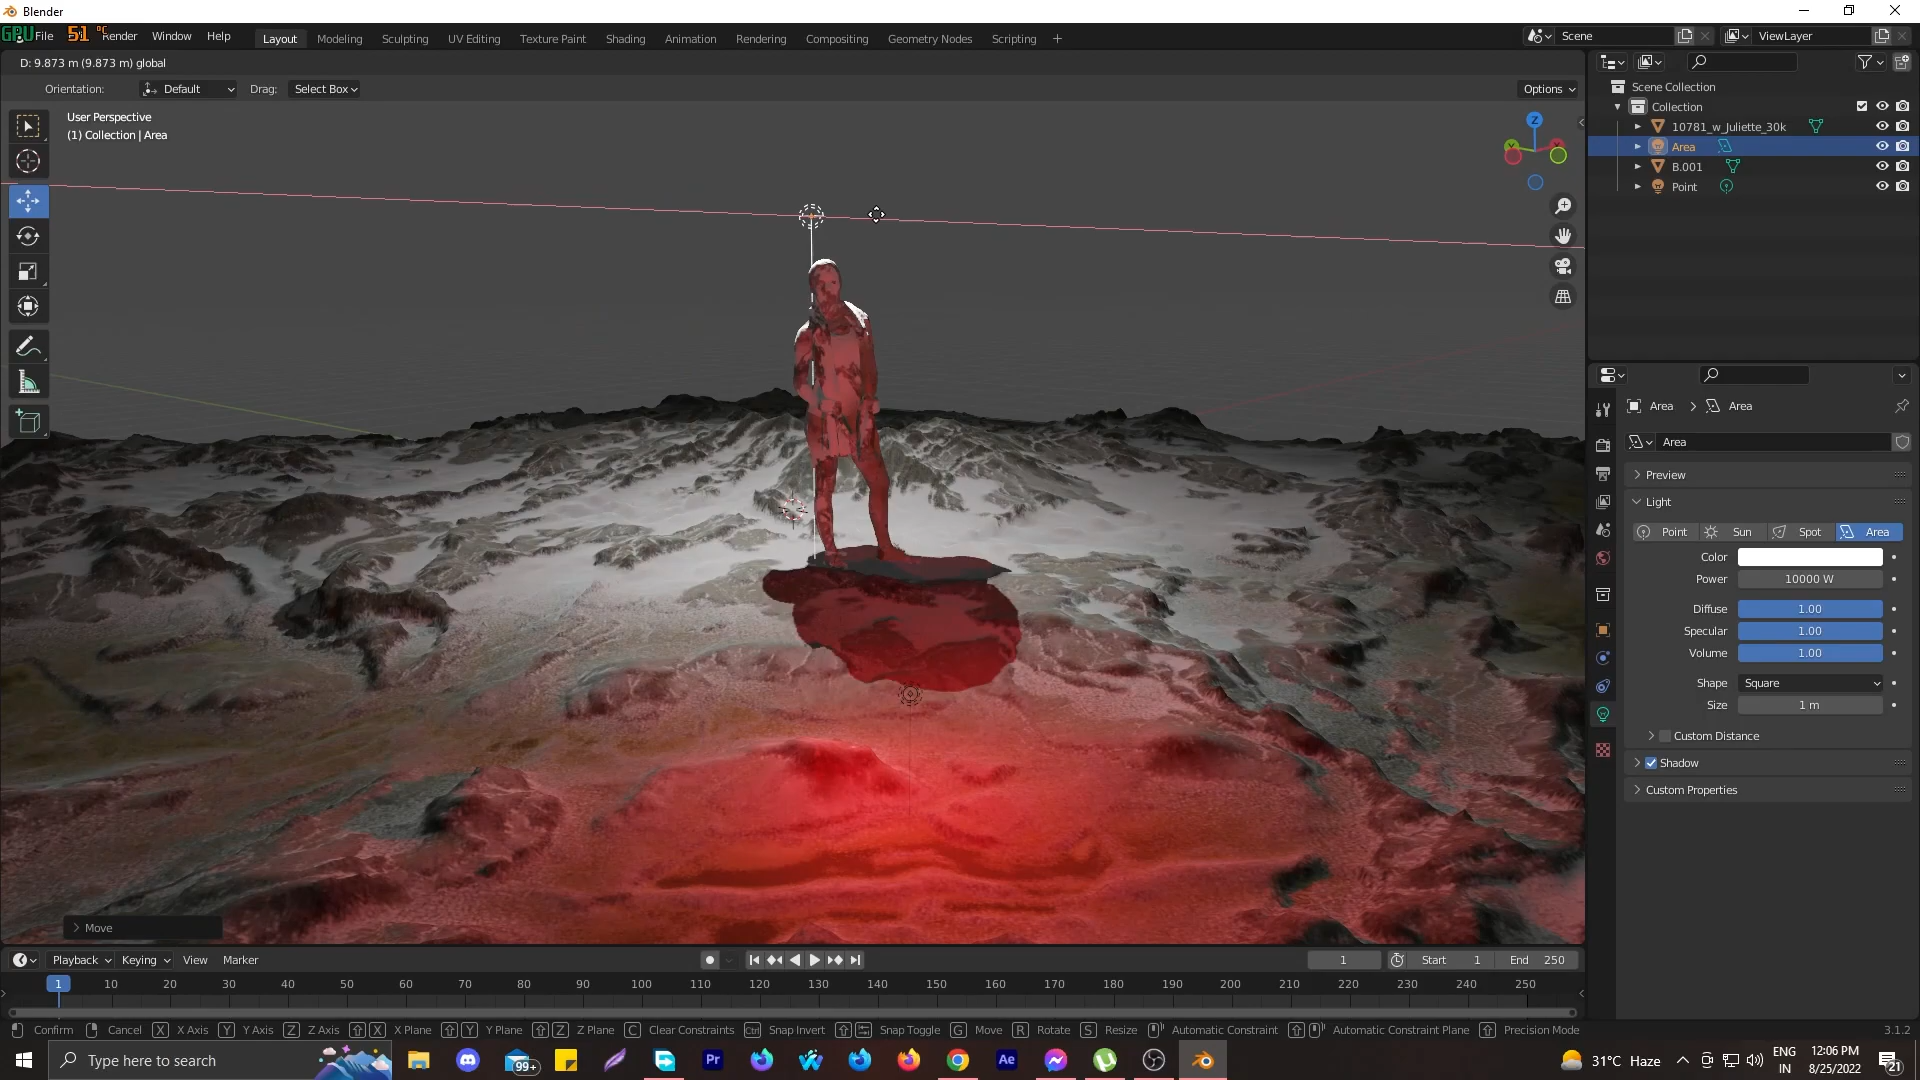 Blender
GPU 51 °C
File Render Window Help
Layout Modeling Sculpting UV Editing Texture Paint Shading Animation Rendering Compositing Geometry Nodes Scripting +
Scene
ViewLayer
D: 9.873 m (9.873 m) global
Orientation: Default Drag: Select Box
Options
User Perspective
(1) Collection | Area
Z
Scene Collection
Collection
10781_w_Juliette_30k
Area
B.001
Point
Area > Area
Area
Preview
Light
Point Sun Spot Area
Color
Power 10000 W
Diffuse 1.00
Specular 1.00
Volume 1.00
Shape Square
Size 1 m
Custom Distance
Shadow
Custom Properties
Move
Playback Keying View Marker
1 Start 1 End 250
1 10 20 30 40 50 60 70 80 90 100 110 120 130 140 150 160 170 180 190 200 210 220 230 240 250
Confirm Cancel X X Axis Y Y Axis Z Z Axis X X Plane Y Y Plane Z Z Plane C Clear Constraints Ctrl Snap Invert Snap Toggle G Move R Rotate S Resize Automatic Constraint Automatic Constraint Plane Precision Mode
3.1.2
Type here to search
99+
Pr
Ae
31°C Haze
ENG
IN
12:06 PM
8/25/2022
21